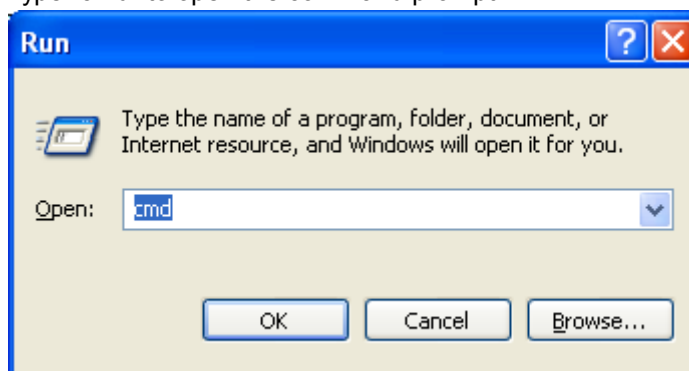 Run
Type the name of a program, folder, document, or
Internet resource, and Windows will open it for you.
Open:
cmd
OK
Cancel
Browse...